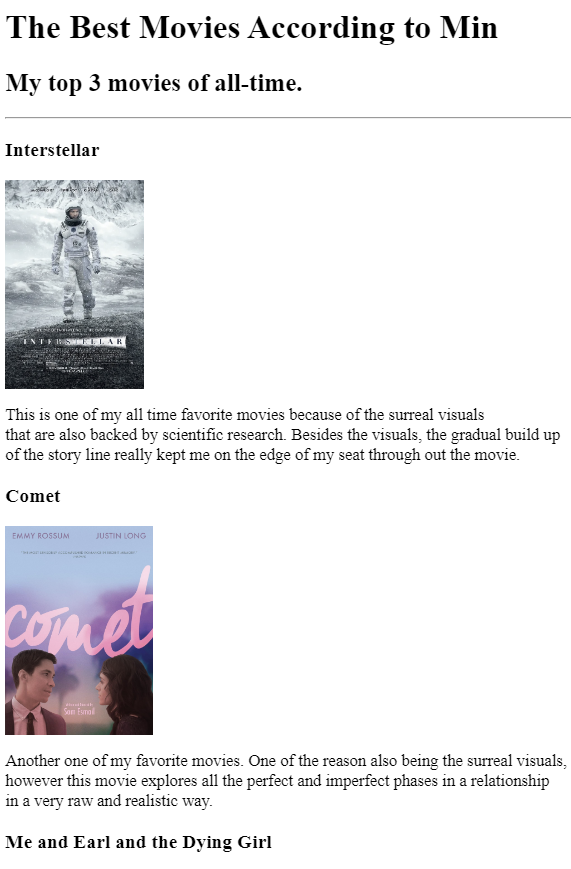 The Best Movies According to Min
My top 3 movies of all-time.
Interstellar
INTERSTELLAR
This is one of my all time favorite movies because of the surreal visuals
that are also backed by scientific research. Besides the visuals, the gradual build up
of the story line really kept me on the edge of my seat through out the movie.
Comet
EMMY ROSSUM JUSTIN LONG
comet
Sam Esmail
Another one of my favorite movies. One of the reason also being the surreal visuals,
however this movie explores all the perfect and imperfect phases in a relationship
in a very raw and realistic way.
Me and Earl and the Dying Girl